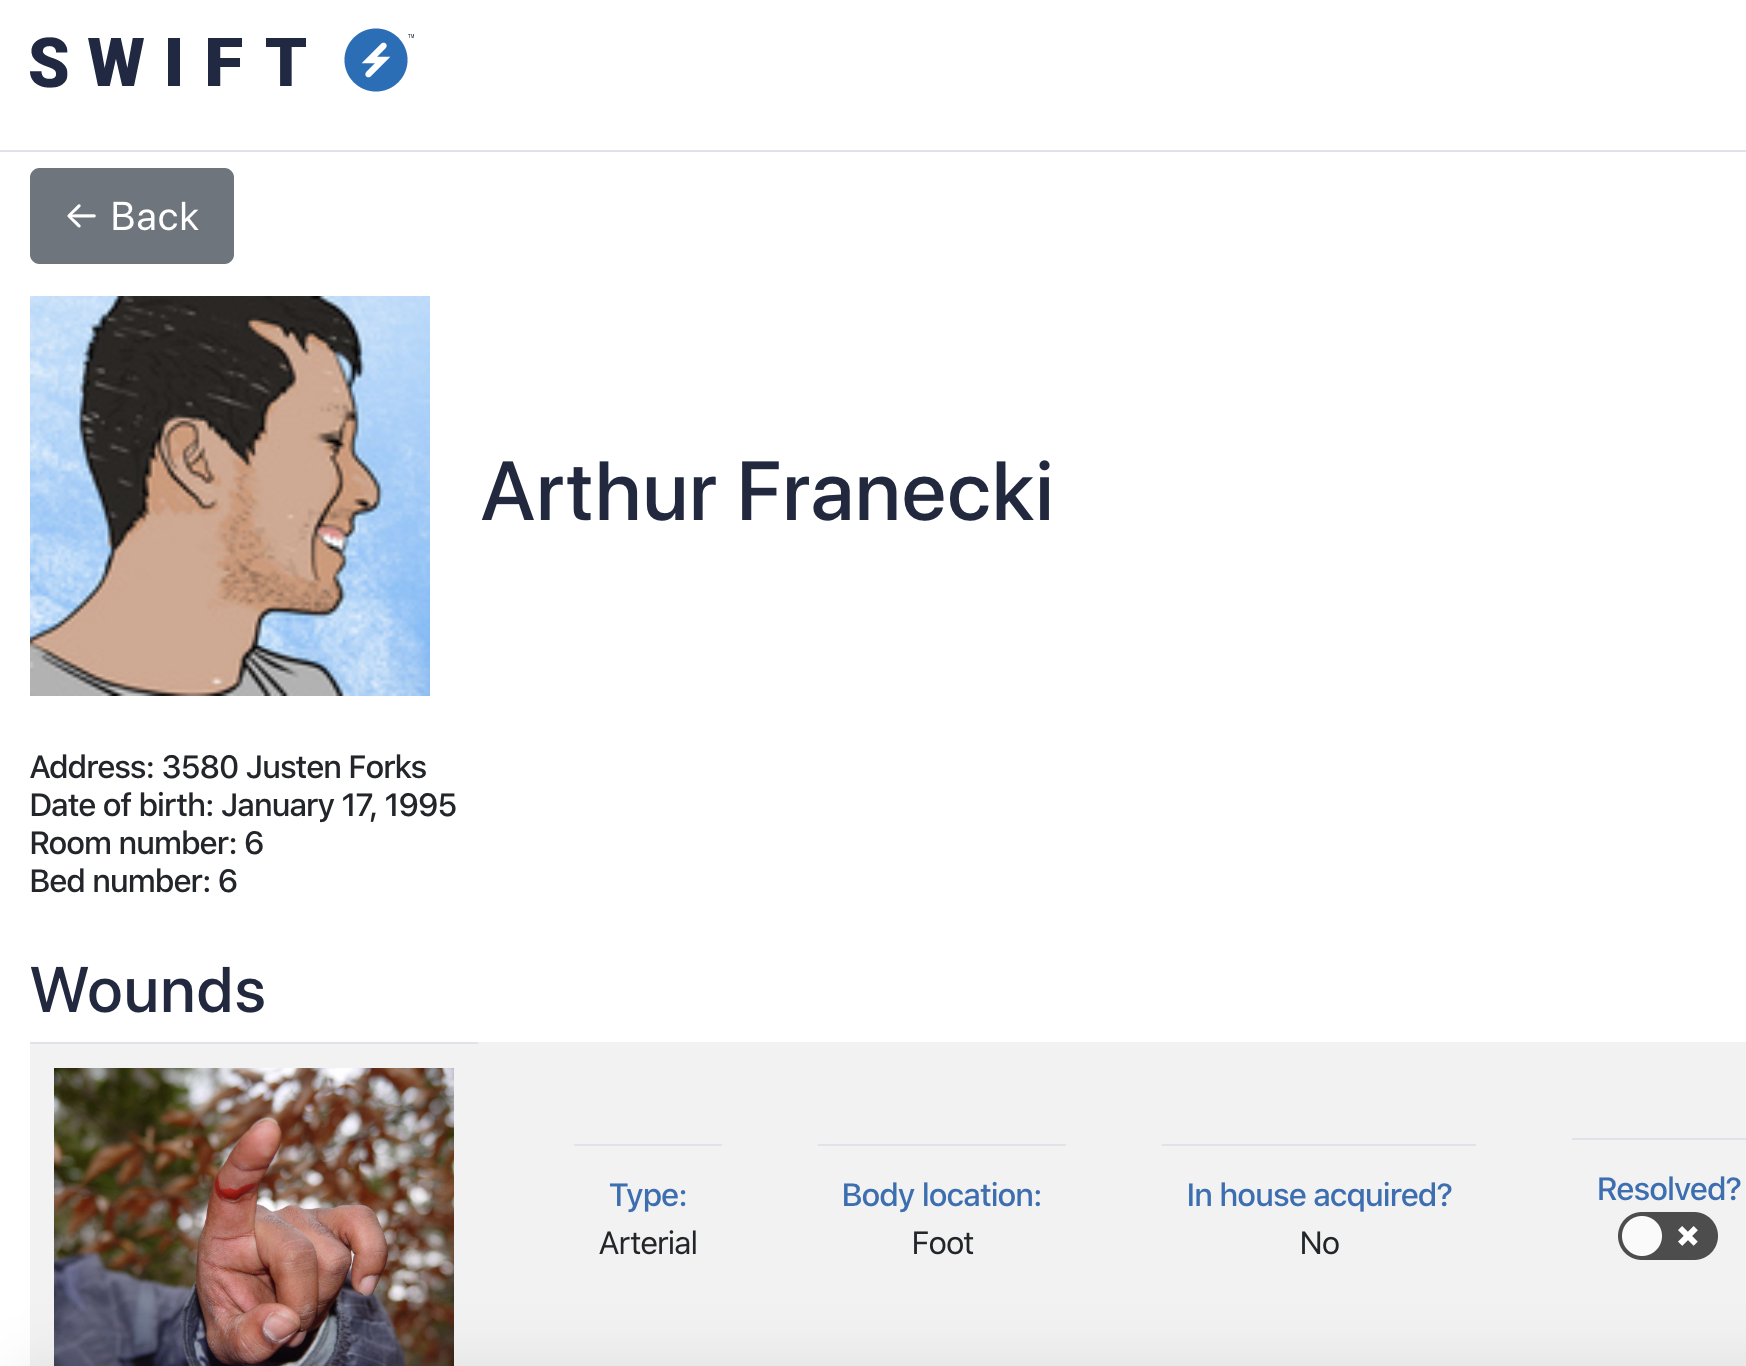 SWIFT ™
← Back
Arthur Franecki
Address: 3580 Justen Forks
Date of birth: January 17, 1995
Room number: 6
Bed number: 6
Wounds
Type: Body location: In house acquired? Resolved?
Arterial Foot No